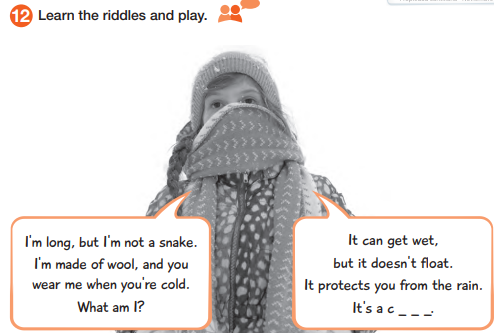 12 Learn the riddles and play.
I'm long, but I'm not a snake.
I'm made of wool, and you
wear me when you're cold.
What am I?
It can get wet,
but it doesn't float.
It protects you from the rain.
It's a c _ _ _.